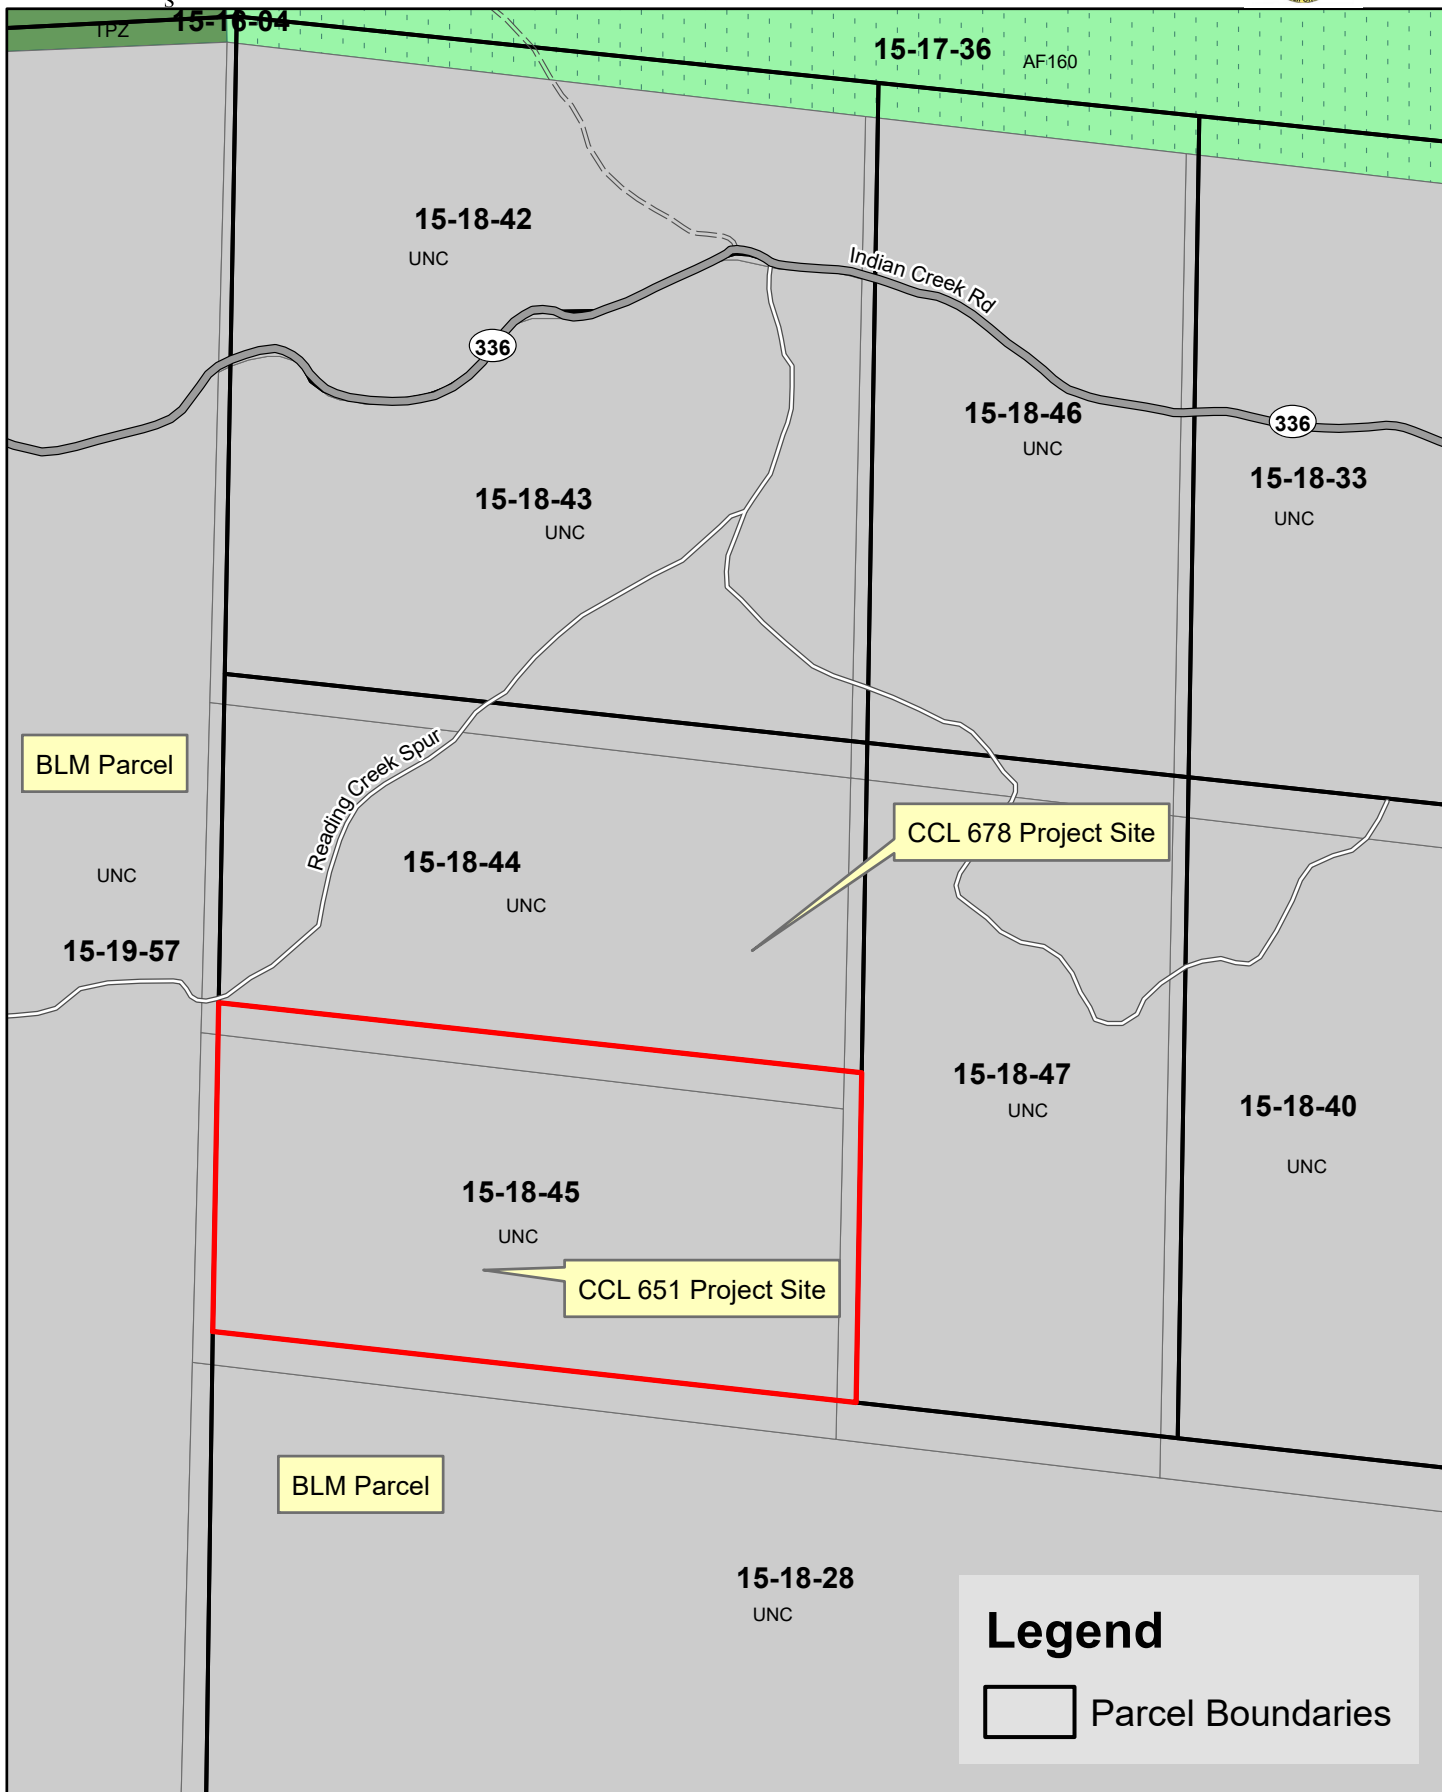 S
TPZ
15-16-04
15-17-36
AF160
15-18-42
UNC
Indian Creek Rd
336
15-18-46
UNC
336
15-18-43
UNC
15-18-33
UNC
Reading Creek Spur
BLM Parcel
CCL 678 Project Site
15-18-44
UNC
UNC
15-19-57
15-18-47
UNC
15-18-40
UNC
15-18-45
UNC
CCL 651 Project Site
BLM Parcel
15-18-28
UNC
Legend
Parcel Boundaries